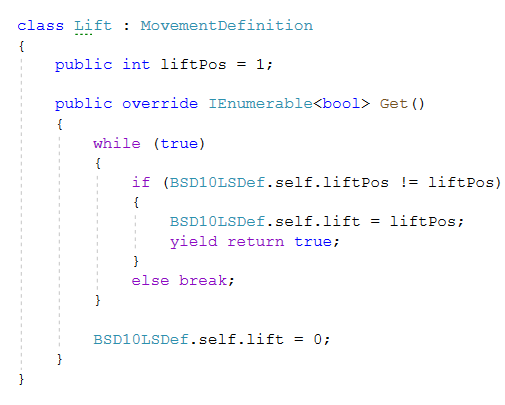 class Lift : MovementDefinition
{
    public int liftPos = 1;
    public override IEnumerable<bool> Get()
    {
        while (true)
        {
            if (BSD10LSDef.self.liftPos != liftPos)
            {
                BSD10LSDef.self.lift = liftPos;
                yield return true;
            }
            else break;
        }
        BSD10LSDef.self.lift = 0;
    }
}